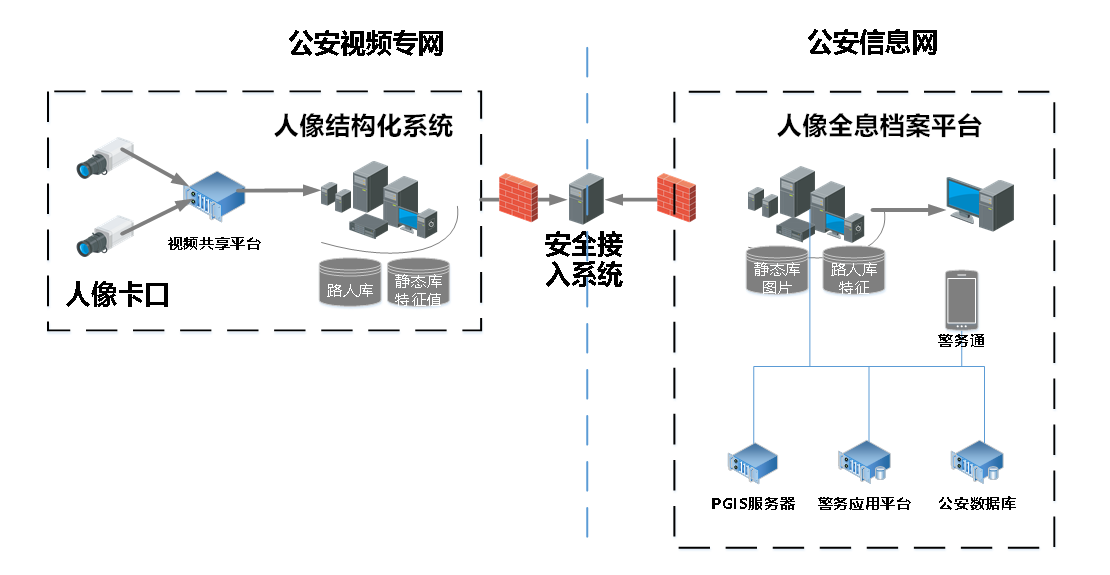 公安视频专网
公安信息网
人像结构化系统
人像全息档案平台
视频共享平台
人像卡口
路人库
静态库
特征值
安全接
入系统
静态库
图片
路人库
特征
警务通
PGIS服务器
警务应用平台
公安数据库